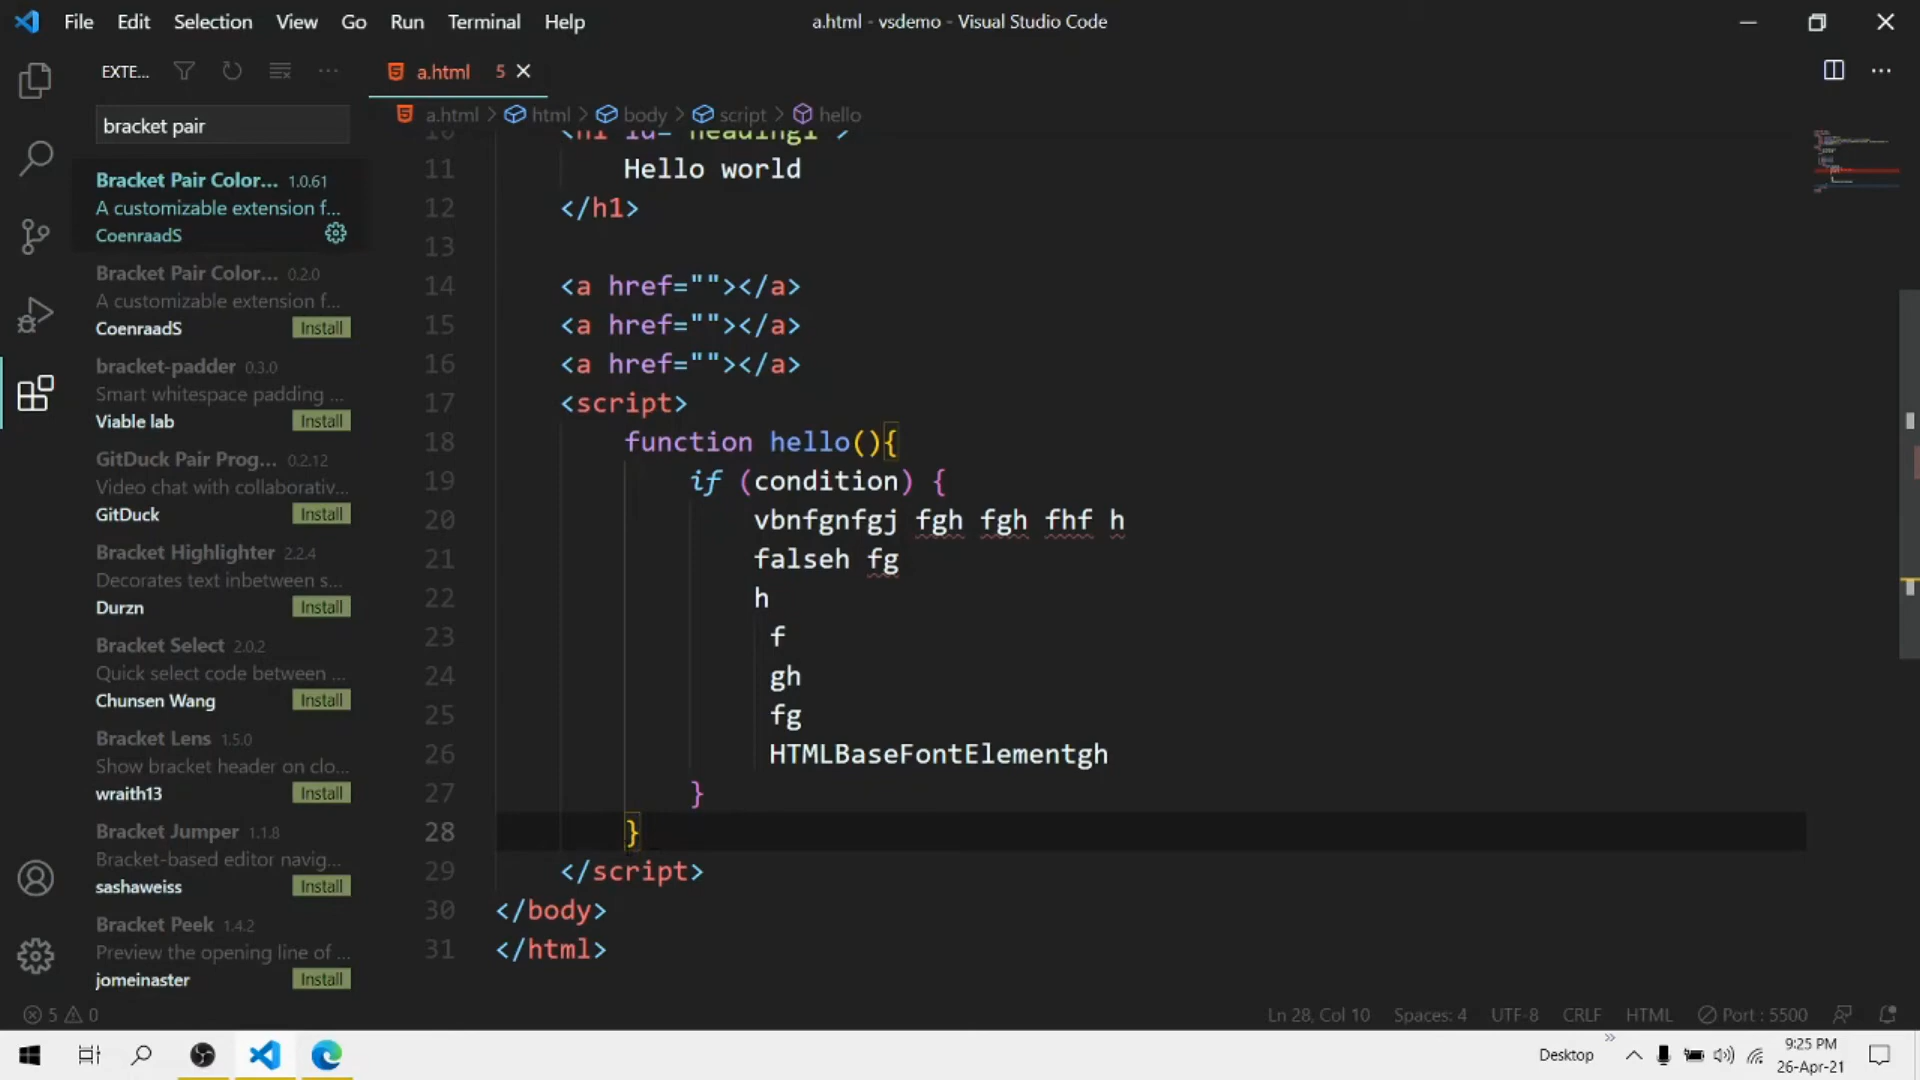 File Edit Selection View Go Run Terminal Help
a.html - vsdemo - Visual Studio Code
EXTE...
bracket pair
Bracket Pair Color... 1.0.61
A customizable extension f...
CoenraadS
Bracket Pair Color... 0.2.0
A customizable extension f...
CoenraadS Install
bracket-padder 0.3.0
Smart whitespace padding ...
Viable lab Install
GitDuck Pair Prog... 0.2.12
Video chat with collaborativ...
GitDuck Install
Bracket Highlighter 2.2.4
Decorates text inbetween s...
Durzn Install
Bracket Select 2.0.2
Quick select code between ...
Chunsen Wang Install
Bracket Lens 1.5.0
Show bracket header on clo...
wraith13 Install
Bracket Jumper 1.1.8
Bracket-based editor navig...
sashaweiss Install
Bracket Peek 1.4.2
Preview the opening line of ...
jomeinaster Install
a.html 5
a.html > html > body > script > hello
10 <h1 id="heading1">
11 Hello world
12 </h1>
13
14 <a href=""></a>
15 <a href=""></a>
16 <a href=""></a>
17 <script>
18 function hello(){
19 if (condition) {
20 vbnfgnfgj fgh fgh fhf h
21 falseh fg
22 h
23 f
24 gh
25 fg
26 HTMLBaseFontElementgh
27 }
28 }
29 </script>
30 </body>
31 </html>
5 0
Ln 28, Col 10 Spaces: 4 UTF-8 CRLF HTML Port : 5500
Desktop
9:25 PM
26-Apr-21